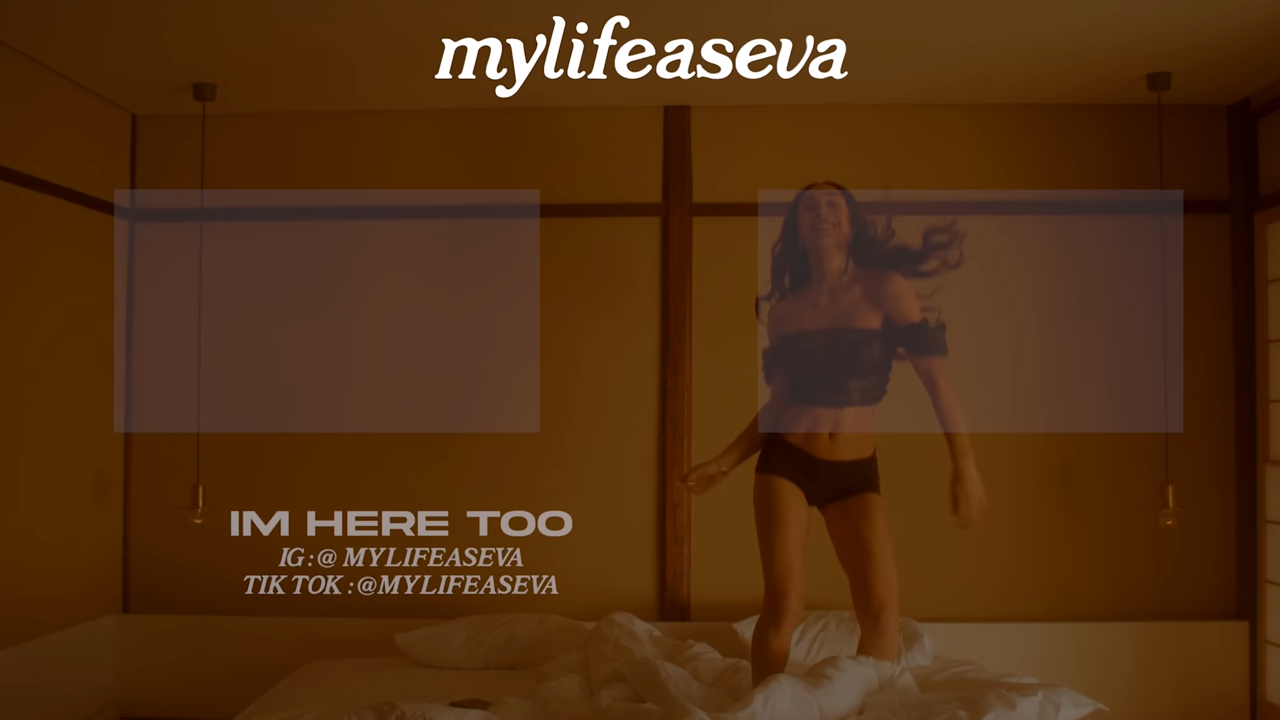 mylifeaseva
IM HERE TOO
IG : @ MYLIFEASEVA
TIK TOK : @MYLIFEASEVA